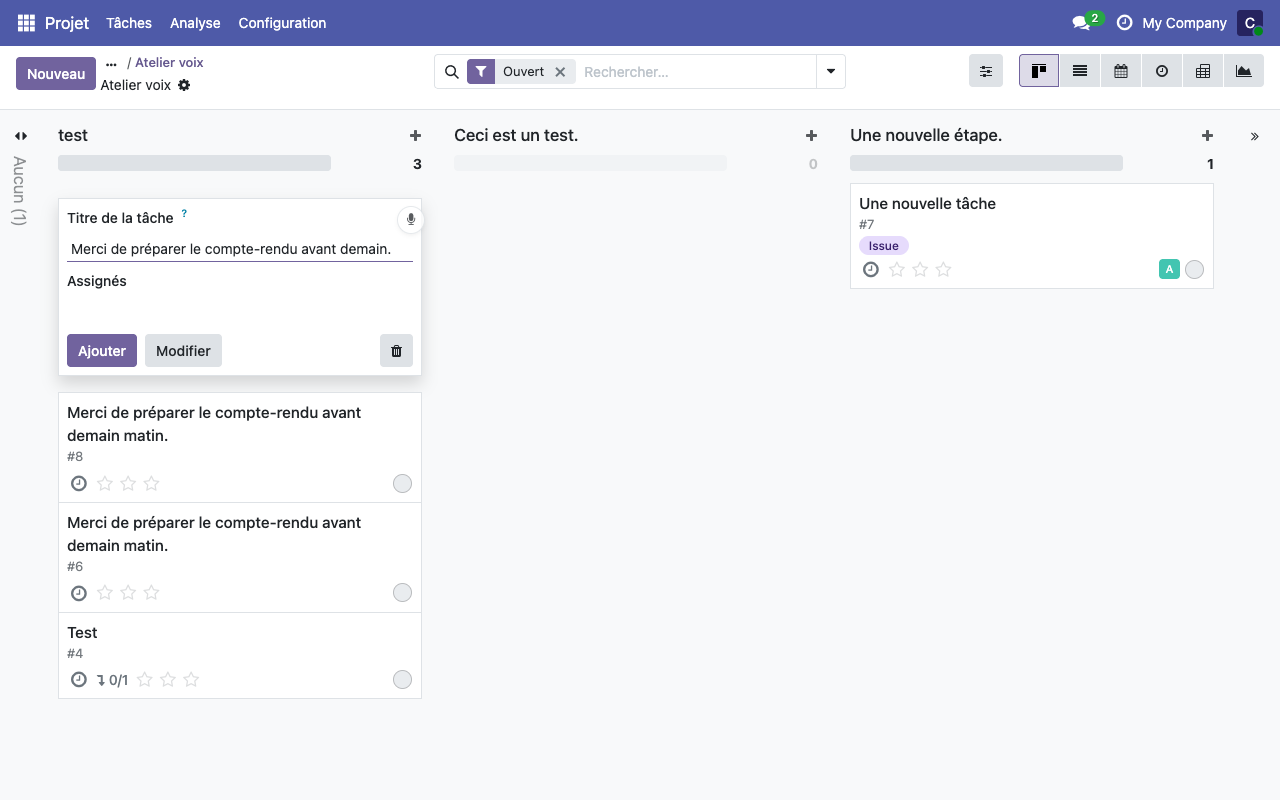 Projet Tâches Analyse Configuration 2 My Company C
Nouveau ... / Atelier voix
Atelier voix
Ouvert Rechercher...
Aucun (1)
test
3
Titre de la tâche ?
Merci de préparer le compte-rendu avant demain.
Assignés
Ajouter Modifier
Merci de préparer le compte-rendu avant
demain matin.
#8
Merci de préparer le compte-rendu avant
demain matin.
#6
Test
#4
0/1
Ceci est un test.
0
Une nouvelle étape.
1
Une nouvelle tâche
#7
Issue
A